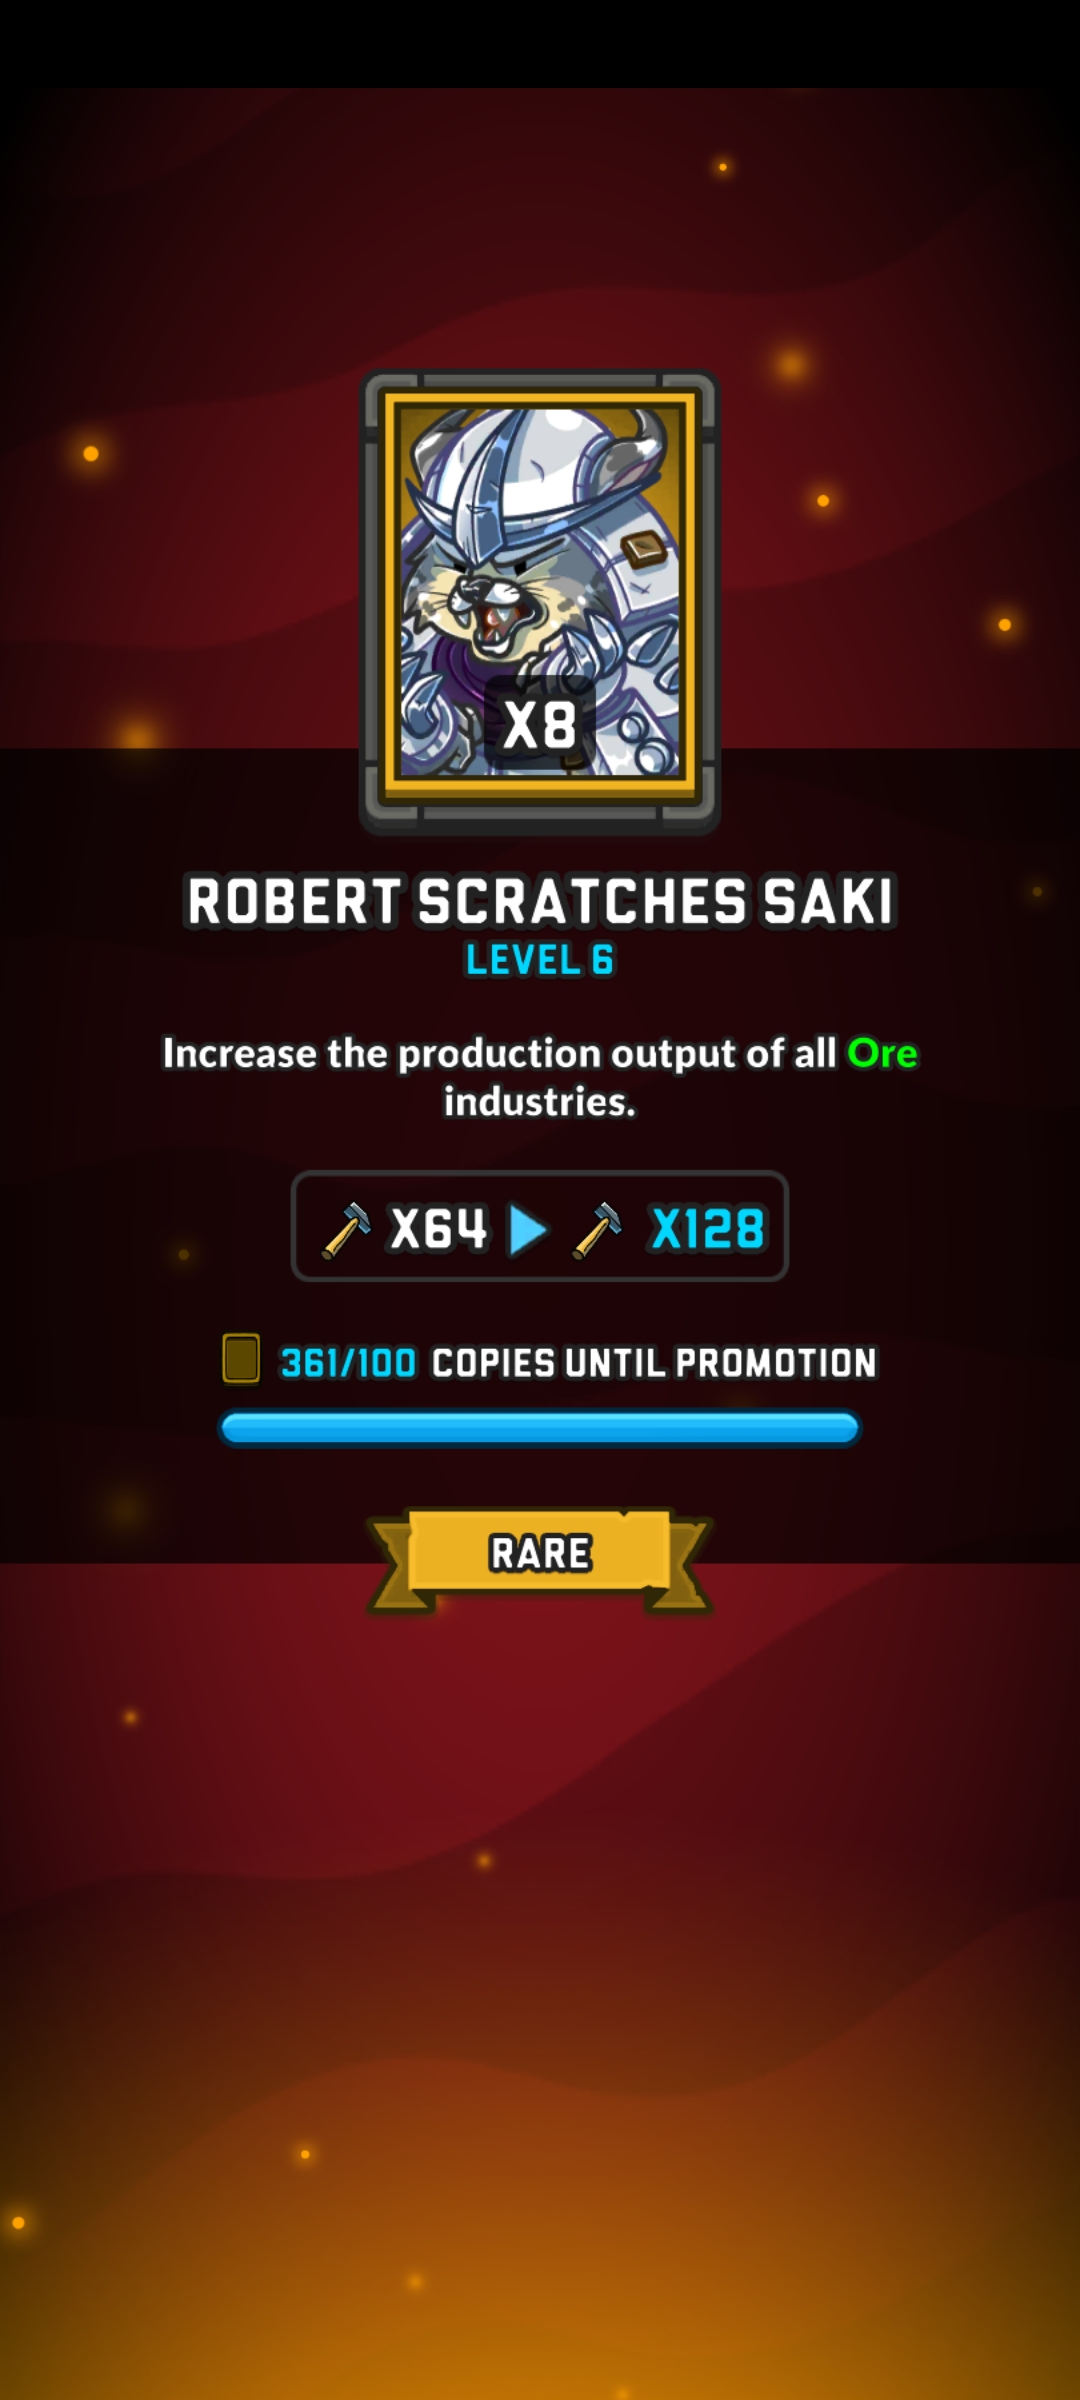 X8
ROBERT SCRATCHES SAKI
LEVEL 6
Increase the production output of all Ore
industries.
X64 X128
361/100 COPIES UNTIL PROMOTION
RARE